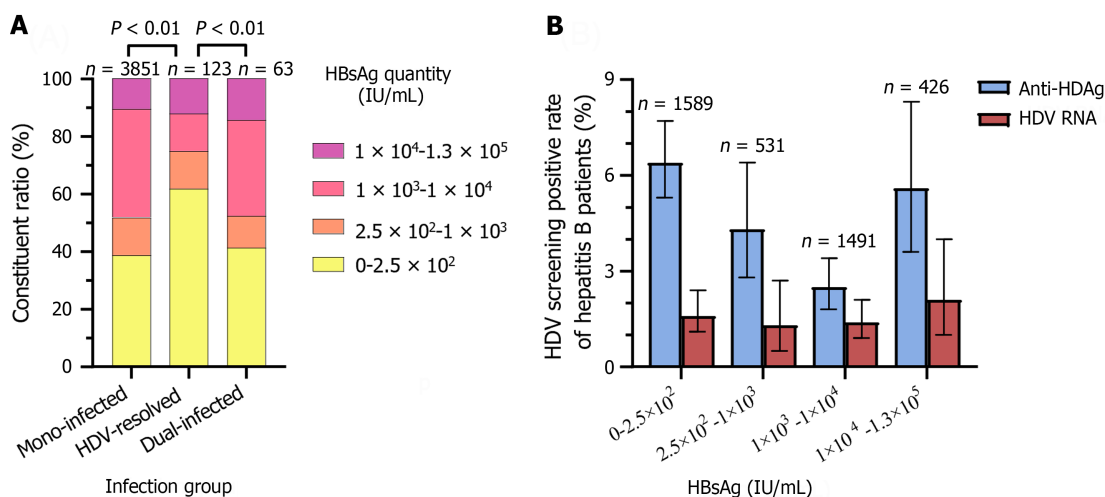 A
P < 0.01 P < 0.01
n = 3851 n = 123 n = 63
Constituent ratio (%)
100
80
60
40
20
0
Mono-infected
HDV-resolved
Dual-infected
Infection group
HBsAg quantity
(IU/mL)
1 × 10⁴-1.3 × 10⁵
1 × 10³-1 × 10⁴
2.5 × 10²-1 × 10³
0-2.5 × 10²
B
(B)
HDV screening positive rate
of hepatitis B patients (%)
9
6
3
0
n = 1589
n = 531
n = 1491
n = 426
0-2.5×10²
2.5×10²-1×10³
1×10³-1×10⁴
1×10⁴-1.3×10⁵
HBsAg (IU/mL)
Anti-HDAg
HDV RNA